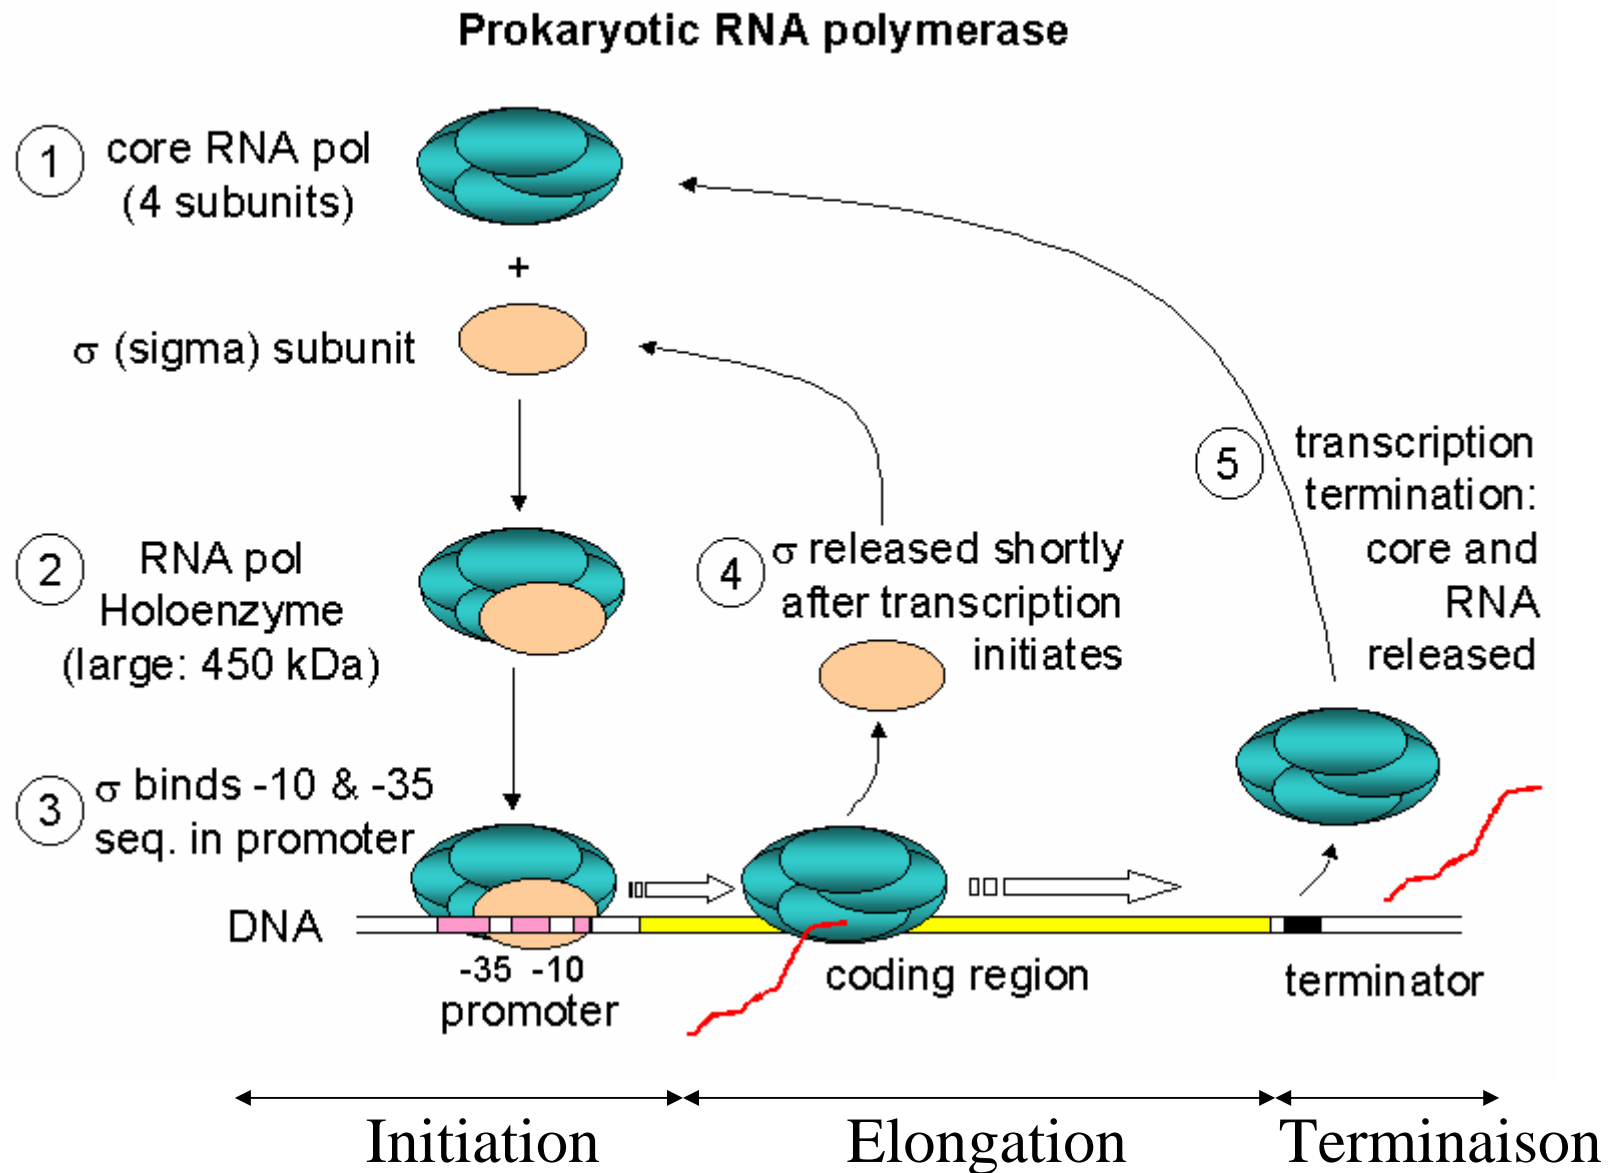 Prokaryotic RNA polymerase
1
core RNA pol
(4 subunits)
+
σ (sigma) subunit
2
RNA pol
Holoenzyme
(large: 450 kDa)
3
σ binds -10 & -35
seq. in promoter
4
σ released shortly
after transcription
initiates
5
transcription
termination:
core and
RNA
released
DNA
-35 -10
promoter
coding region
terminator
Initiation
Elongation
Terminaison